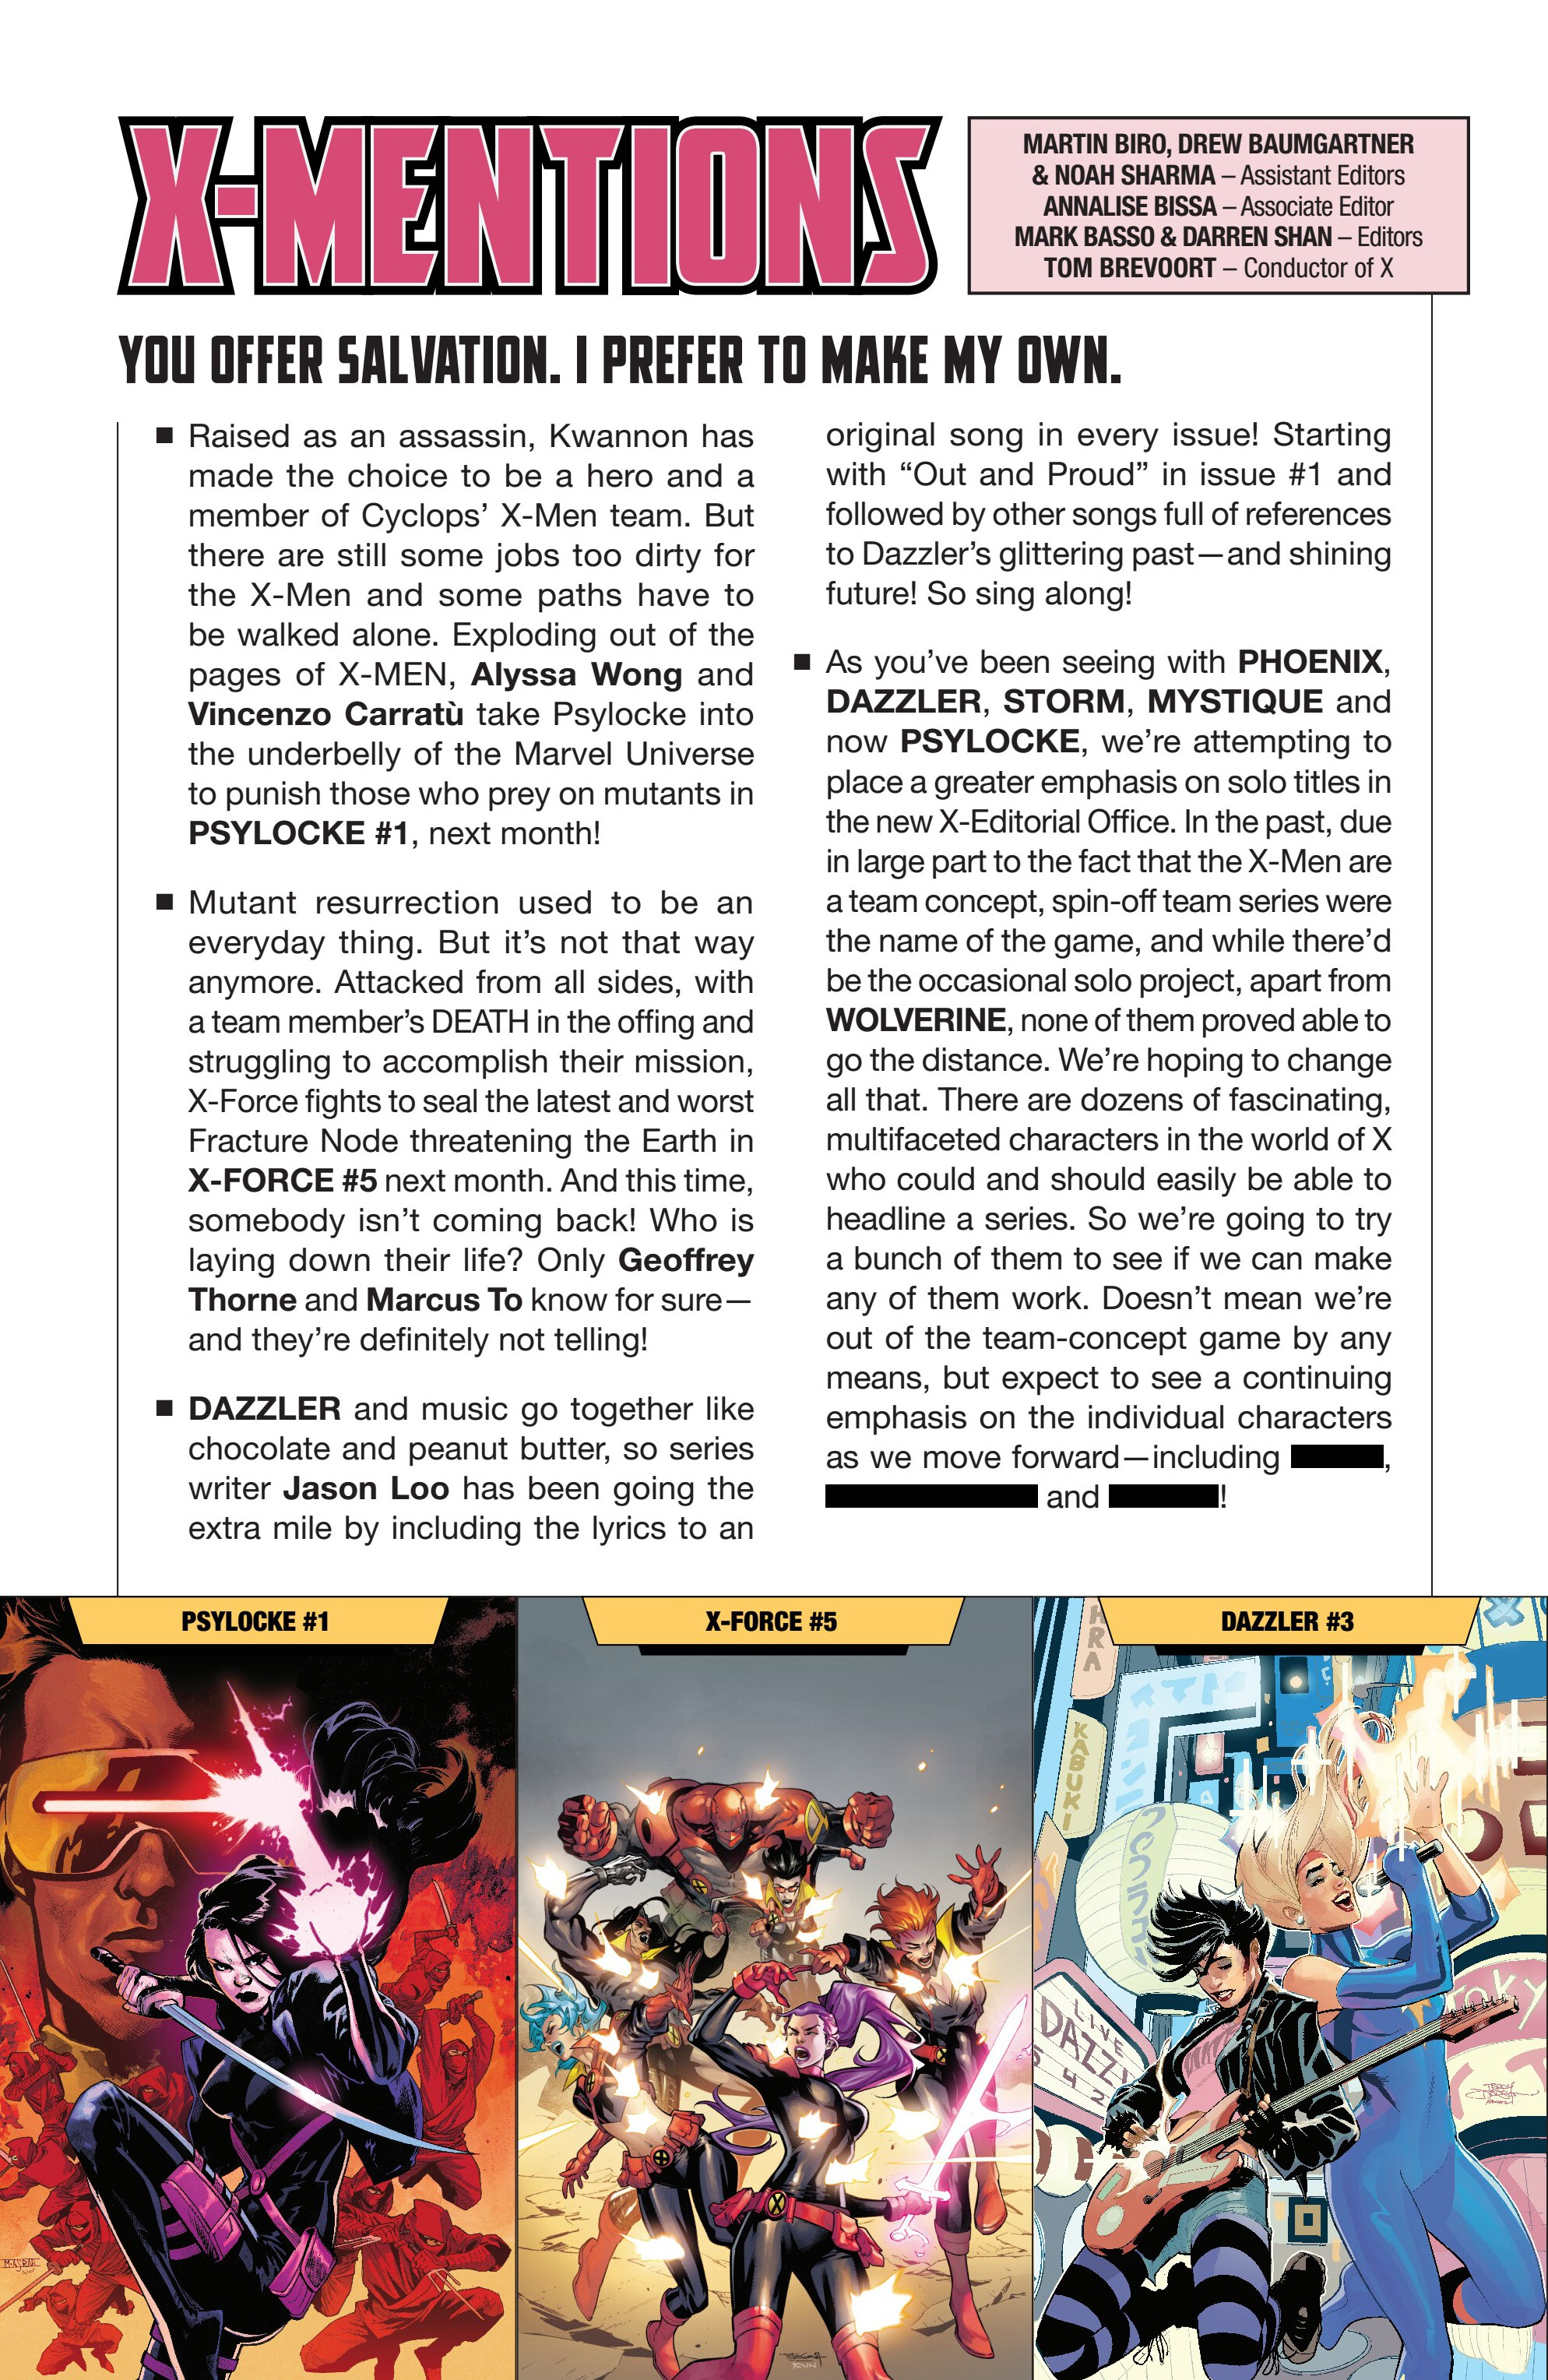 X-MENTIONS
MARTIN BIRO, DREW BAUMGARTNER
& NOAH SHARMA – Assistant Editors
ANNALISE BISSA – Associate Editor
MARK BASSO & DARREN SHAN – Editors
TOM BREVOORT – Conductor of X
YOU OFFER SALVATION. I PREFER TO MAKE MY OWN.
■ Raised as an assassin, Kwannon has
made the choice to be a hero and a
member of Cyclops’ X-Men team. But
there are still some jobs too dirty for
the X-Men and some paths have to
be walked alone. Exploding out of the
pages of X-MEN, Alyssa Wong and
Vincenzo Carratù take Psylocke into
the underbelly of the Marvel Universe
to punish those who prey on mutants in
PSYLOCKE #1, next month!
■ Mutant resurrection used to be an
everyday thing. But it’s not that way
anymore. Attacked from all sides, with
a team member’s DEATH in the offing and
struggling to accomplish their mission,
X-Force fights to seal the latest and worst
Fracture Node threatening the Earth in
X-FORCE #5 next month. And this time,
somebody isn’t coming back! Who is
laying down their life? Only Geoffrey
Thorne and Marcus To know for sure—
and they’re definitely not telling!
■ DAZZLER and music go together like
chocolate and peanut butter, so series
writer Jason Loo has been going the
extra mile by including the lyrics to an
original song in every issue! Starting
with “Out and Proud” in issue #1 and
followed by other songs full of references
to Dazzler’s glittering past—and shining
future! So sing along!
■ As you’ve been seeing with PHOENIX,
DAZZLER, STORM, MYSTIQUE and
now PSYLOCKE, we’re attempting to
place a greater emphasis on solo titles in
the new X-Editorial Office. In the past, due
in large part to the fact that the X-Men are
a team concept, spin-off team series were
the name of the game, and while there’d
be the occasional solo project, apart from
WOLVERINE, none of them proved able to
go the distance. We’re hoping to change
all that. There are dozens of fascinating,
multifaceted characters in the world of X
who could and should easily be able to
headline a series. So we’re going to try
a bunch of them to see if we can make
any of them work. Doesn’t mean we’re
out of the team-concept game by any
means, but expect to see a continuing
emphasis on the individual characters
as we move forward—including ,
and !
PSYLOCKE #1
X-FORCE #5
DAZZLER #3
HRA
KABUKI
LIVE
DAZZL
5 4 2
TOKY